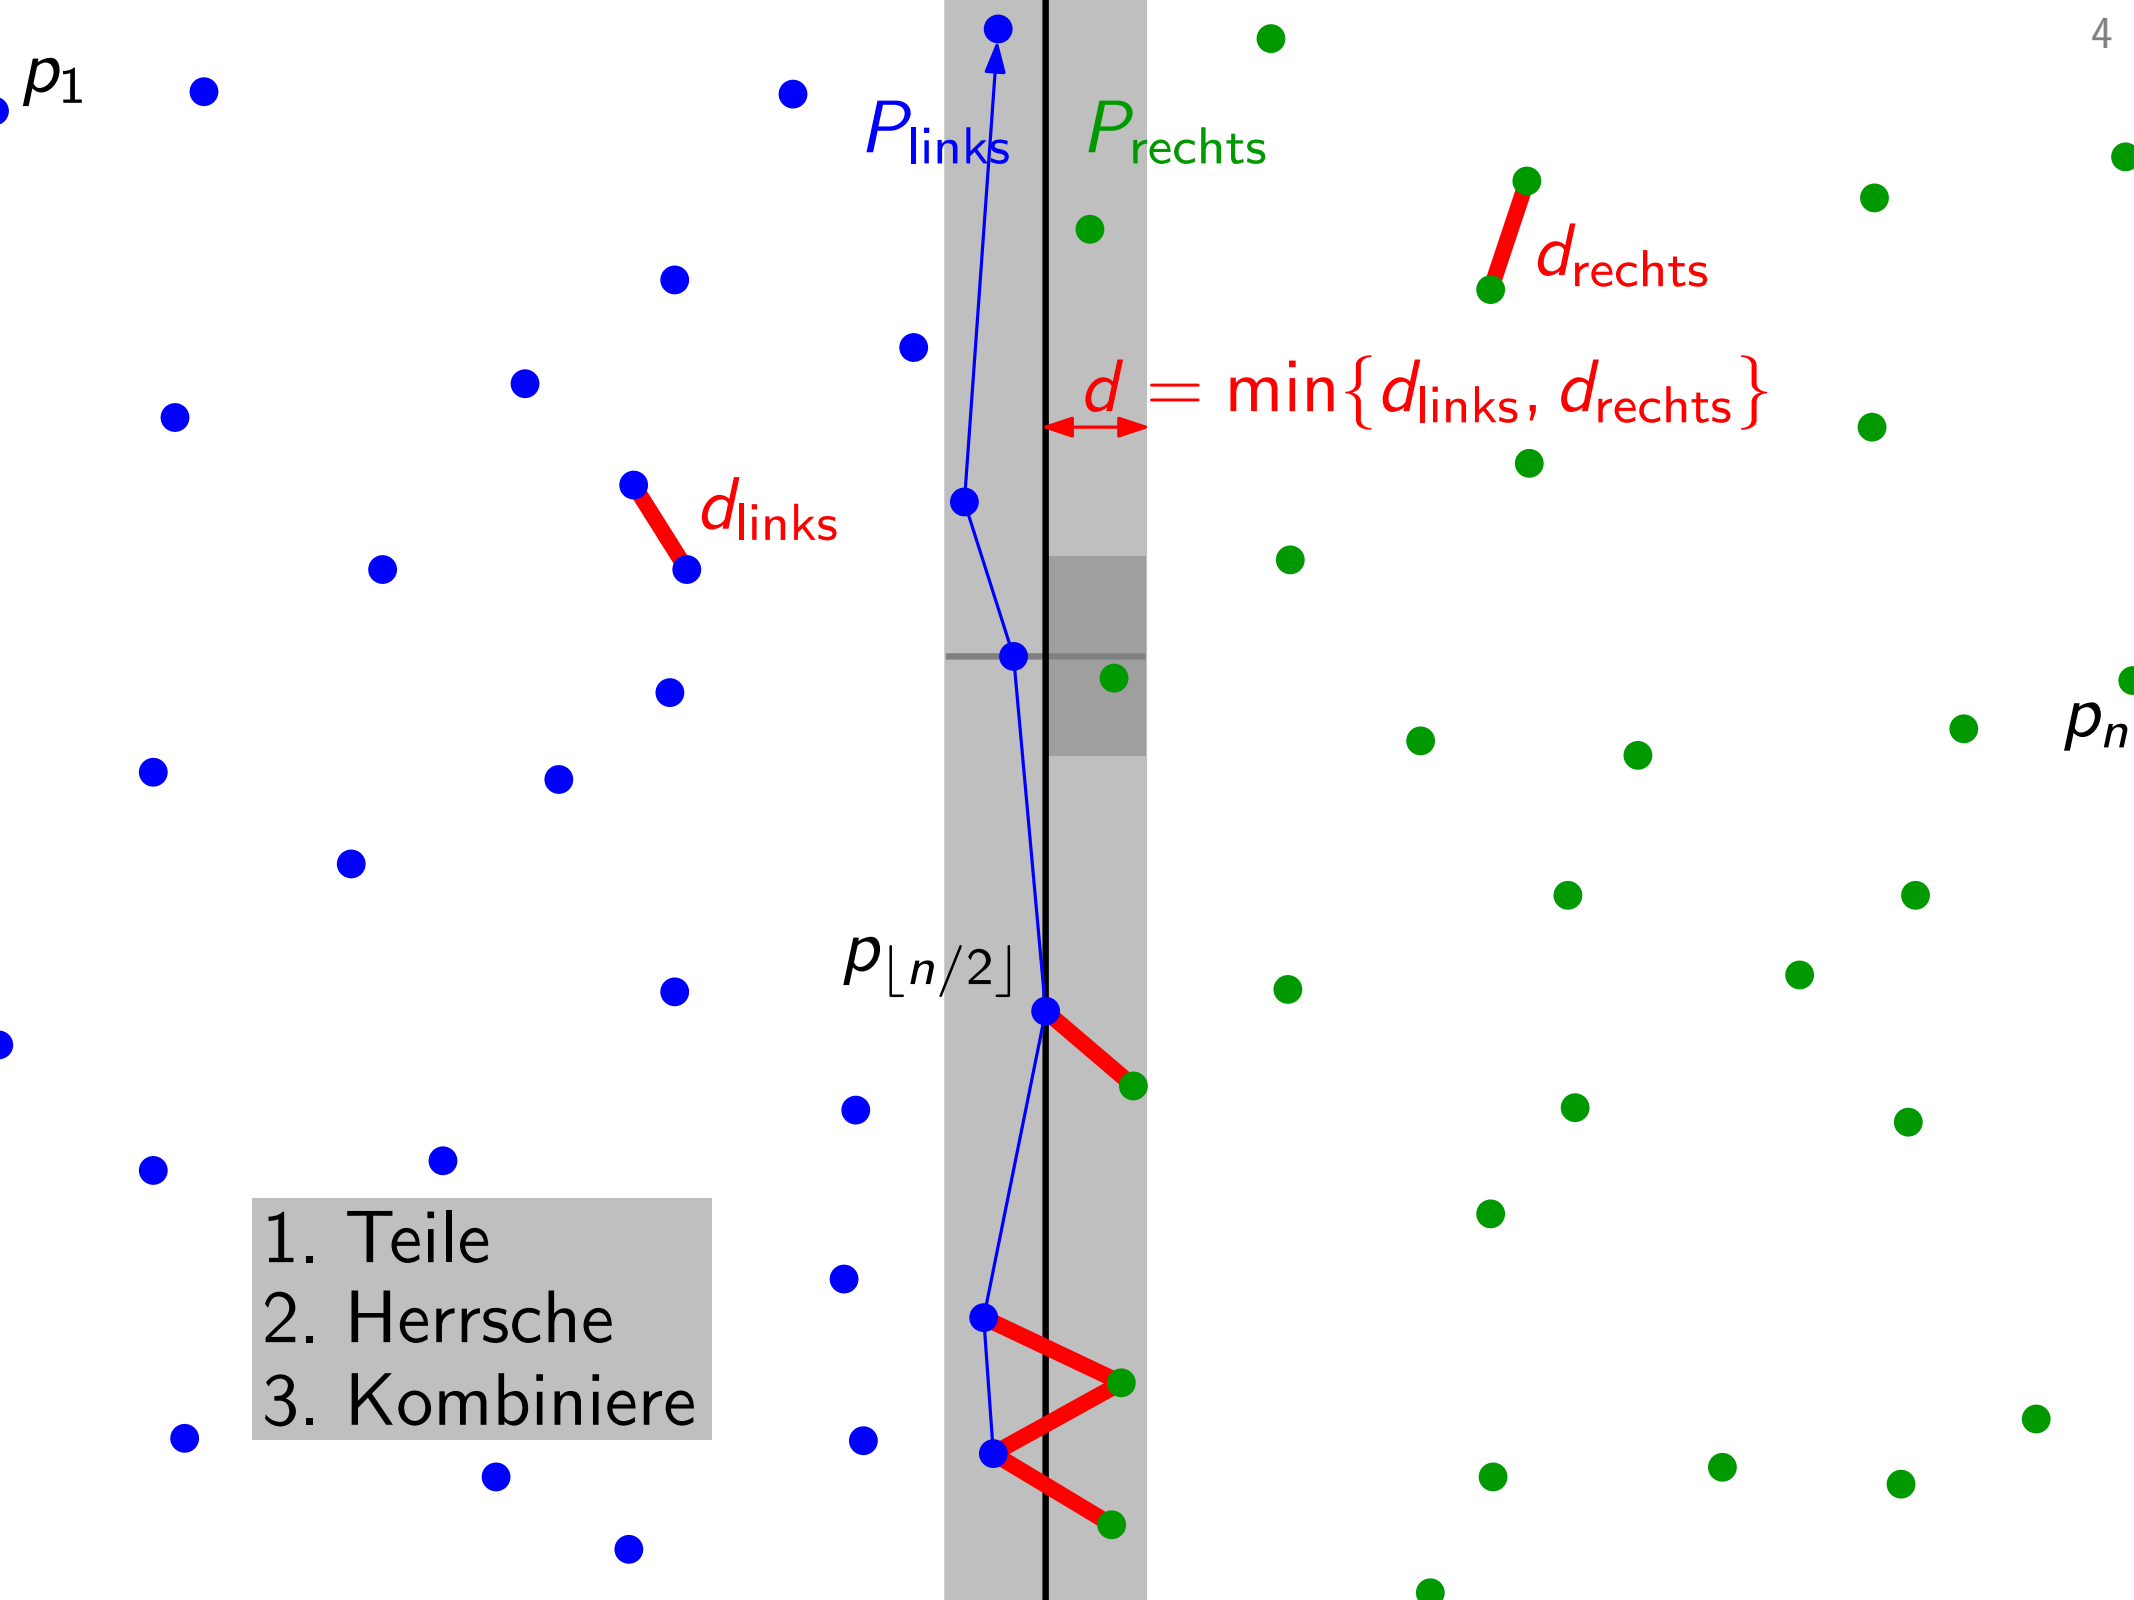 4
p1
Plinks
Prechts
drechts
d = min{dlinks, drechts}
dlinks
pn
p⌊n/2⌋
1. Teile
2. Herrsche
3. Kombiniere